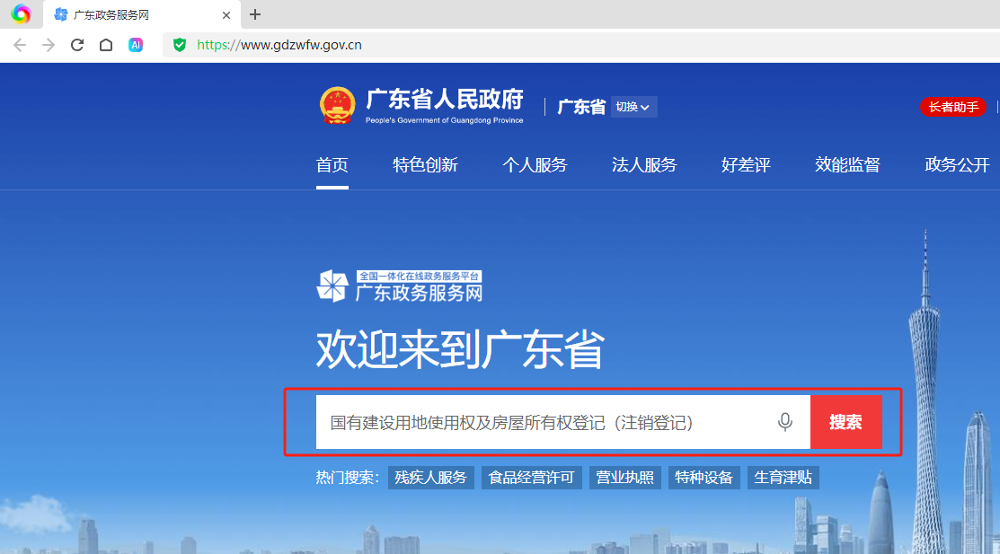 广东政务服务网
AI
https://www.gdzwfw.gov.cn
广东省人民政府
People's Government of Guangdong Province
广东省 切换
长者助手
首页 特色创新 个人服务 法人服务 好差评 效能监督 政务公开
全国一体化在线政务服务平台
广东政务服务网
欢迎来到广东省
国有建设用地使用权及房屋所有权登记（注销登记） 搜索
热门搜索： 残疾人服务 食品经营许可 营业执照 特种设备 生育津贴